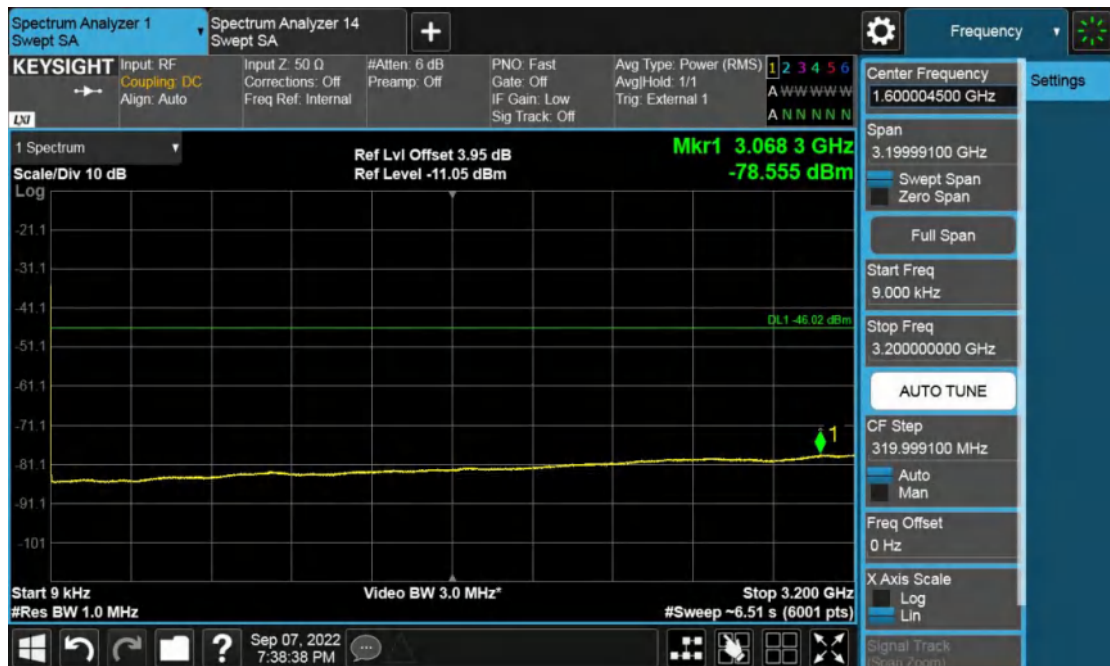 Spectrum Analyzer 1
Swept SA
Spectrum Analyzer 14
Swept SA
Frequency
KEYSIGHT
LXI
Input: RF
Coupling: DC
Align: Auto
Input Z: 50 Ω
Corrections: Off
Freq Ref: Internal
#Atten: 6 dB
Preamp: Off
PNO: Fast
Gate: Off
IF Gain: Low
Sig Track: Off
Avg Type: Power (RMS)
Avg|Hold: 1/1
Trig: External 1
1 2 3 4 5 6
A W W W W W
A N N N N N
1 Spectrum
Scale/Div 10 dB
Log
Ref Lvl Offset 3.95 dB
Ref Level -11.05 dBm
Mkr1 3.068 3 GHz
-78.555 dBm
-21.1
-31.1
-41.1
DL1 -46.02 dBm
-51.1
-61.1
-71.1
1
-81.1
-91.1
-101
Start 9 kHz
#Res BW 1.0 MHz
Video BW 3.0 MHz*
Stop 3.200 GHz
#Sweep ~6.51 s (6001 pts)
Sep 07, 2022
7:38:38 PM
Center Frequency
1.600004500 GHz
Settings
Span
3.19999100 GHz
Swept Span
Zero Span
Full Span
Start Freq
9.000 kHz
Stop Freq
3.200000000 GHz
AUTO TUNE
CF Step
319.999100 MHz
Auto
Man
Freq Offset
0 Hz
X Axis Scale
Log
Lin
Signal Track
(Span Zoom)